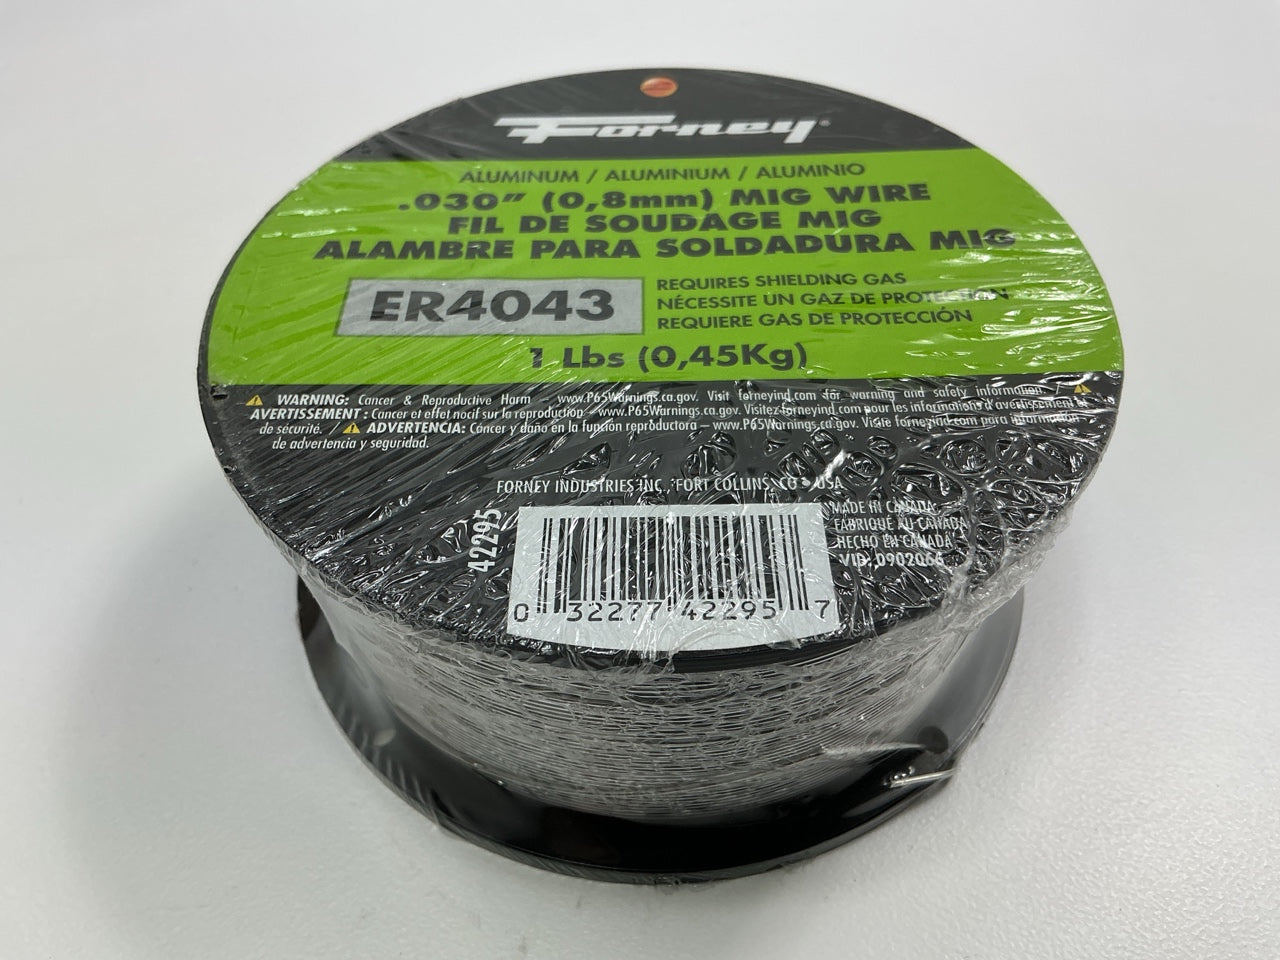 Forney®
ALUMINUM / ALUMINIUM / ALUMINIO
.030" (0,8mm) MIG WIRE
FIL DE SOUDAGE MIG
ALAMBRE PARA SOLDADURA MIG
ER4043
REQUIRES SHIELDING GAS
NÉCESSITE UN GAZ DE PROTECTION
REQUIERE GAS DE PROTECCIÓN
1 Lbs (0,45Kg)
WARNING: Cancer & Reproductive Harm - www.P65Warnings.ca.gov. Visit forneyind.com for warning and safety information. /
AVERTISSEMENT : Cancer et effet nocif sur la reproduction - www.P65Warnings.ca.gov. Visitez forneyind.com pour les informations d'avertissement et
de sécurité. / ADVERTENCIA: Cáncer y daño en la función reproductora – www.P65Warnings.ca.gov. Visite forneyind.com para información
de advertencia y seguridad.
FORNEY INDUSTRIES INC., FORT COLLINS, CO • USA
42295
MADE IN CANADA
FABRIQUÉ AU CANADA
HECHO EN CANADA
VID: 0902066
0 32277 42295 7